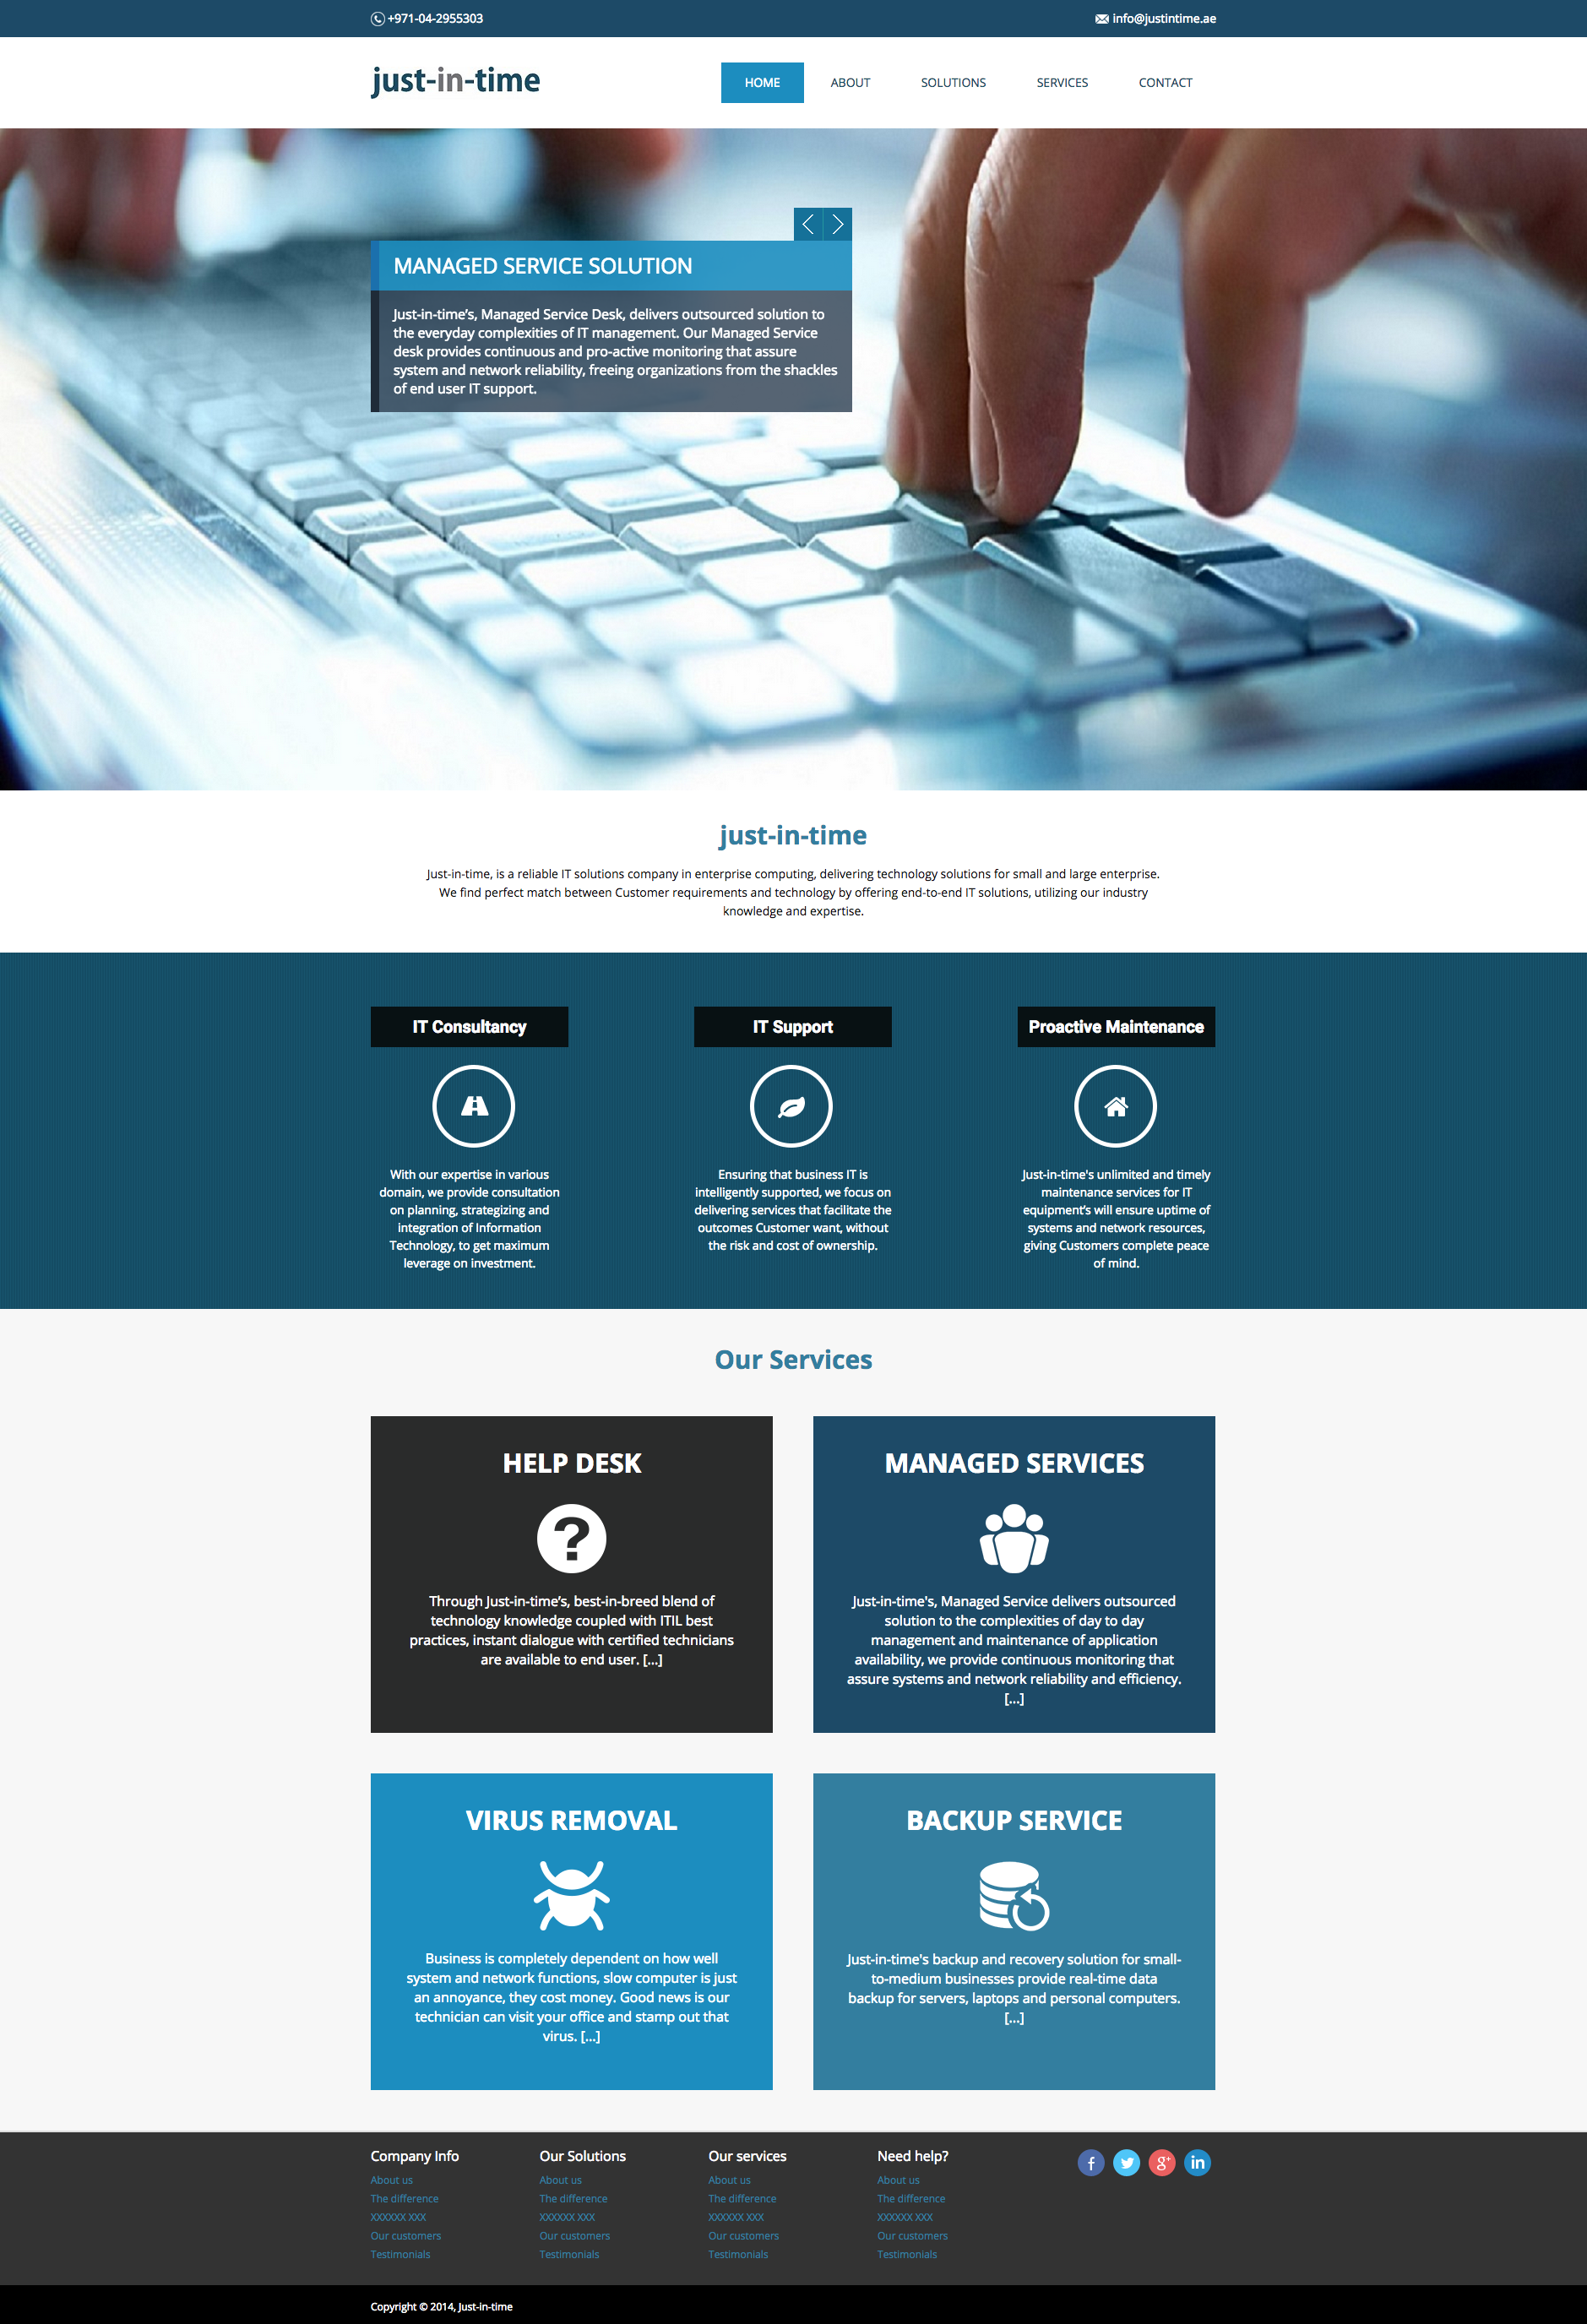 +971-04-2955303
info@justintime.ae
just-in-time
HOME
ABOUT
SOLUTIONS
SERVICES
CONTACT
MANAGED SERVICE SOLUTION
Just-in-time’s, Managed Service Desk, delivers outsourced solution to
the everyday complexities of IT management. Our Managed Service
desk provides continuous and pro-active monitoring that assure
system and network reliability, freeing organizations from the shackles
of end user IT support.
just-in-time
Just-in-time, is a reliable IT solutions company in enterprise computing, delivering technology solutions for small and large enterprise.
We find perfect match between Customer requirements and technology by offering end-to-end IT solutions, utilizing our industry
knowledge and expertise.
IT Consultancy
With our expertise in various
domain, we provide consultation
on planning, strategizing and
integration of Information
Technology, to get maximum
leverage on investment.
IT Support
Ensuring that business IT is
intelligently supported, we focus on
delivering services that facilitate the
outcomes Customer want, without
the risk and cost of ownership.
Proactive Maintenance
Just-in-time's unlimited and timely
maintenance services for IT
equipment’s will ensure uptime of
systems and network resources,
giving Customers complete peace
of mind.
Our Services
HELP DESK
?
Through Just-in-time’s, best-in-breed blend of
technology knowledge coupled with ITIL best
practices, instant dialogue with certified technicians
are available to end user. [...]
MANAGED SERVICES
Just-in-time's, Managed Service delivers outsourced
solution to the complexities of day to day
management and maintenance of application
availability, we provide continuous monitoring that
assure systems and network reliability and efficiency.
[...]
VIRUS REMOVAL
Business is completely dependent on how well
system and network functions, slow computer is just
an annoyance, they cost money. Good news is our
technician can visit your office and stamp out that
virus. [...]
BACKUP SERVICE
Just-in-time's backup and recovery solution for small-
to-medium businesses provide real-time data
backup for servers, laptops and personal computers.
[...]
Company Info
About us
The difference
XXXXXX XXX
Our customers
Testimonials
Our Solutions
About us
The difference
XXXXXX XXX
Our customers
Testimonials
Our services
About us
The difference
XXXXXX XXX
Our customers
Testimonials
Need help?
About us
The difference
XXXXXX XXX
Our customers
Testimonials
f
g+
in
Copyright © 2014, Just-in-time